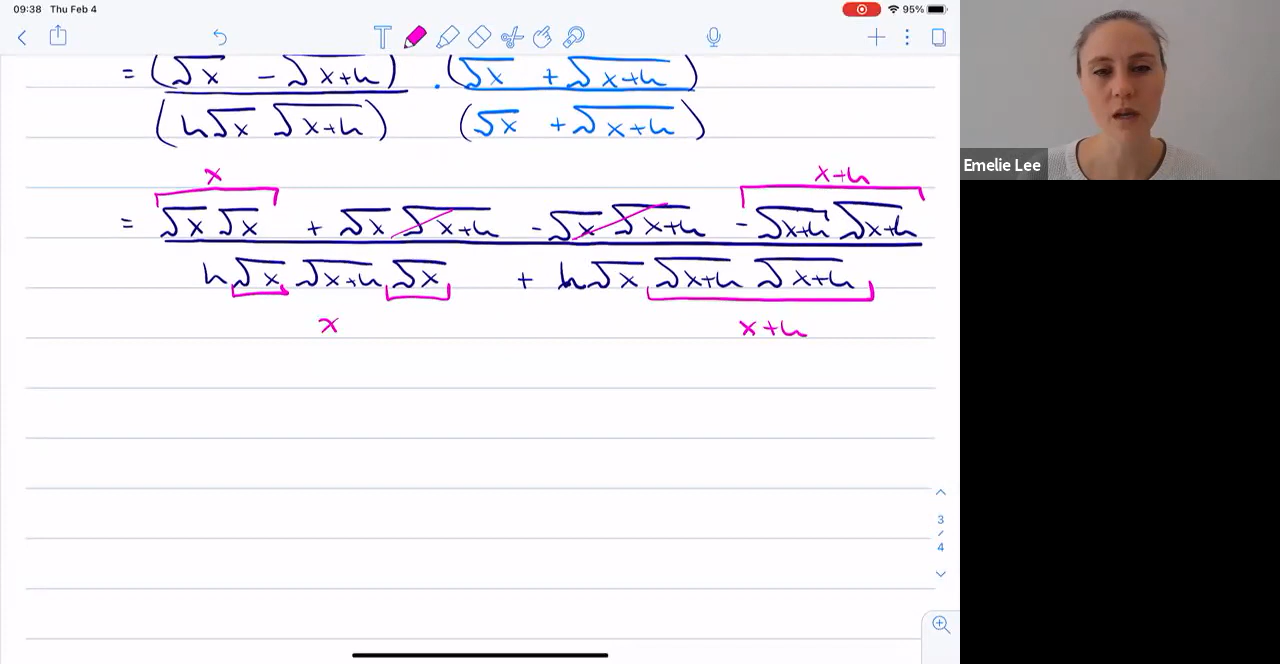 09:38 Thu Feb 4
95%
T
= (√x − √x+h) . (√x + √x+h)
(h√x √x+h) (√x + √x+h)
x x+h
= √x √x + √x √x+h − √x √x+h − √x+h √x+h
h√x √x+h √x + h√x √x+h √x+h
x x+h
Emelie Lee
3
/
4